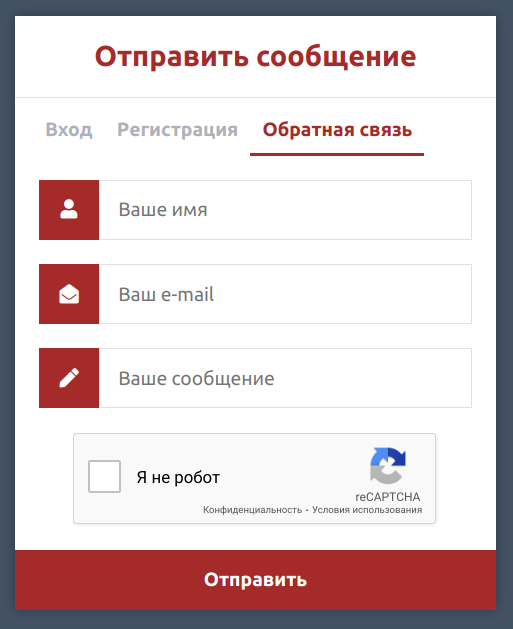 Отправить сообщение
Вход Регистрация Обратная связь
Ваше имя
Ваш e-mail
Ваше сообщение
Я не робот
reCAPTCHA
Конфиденциальность - Условия использования
Отправить